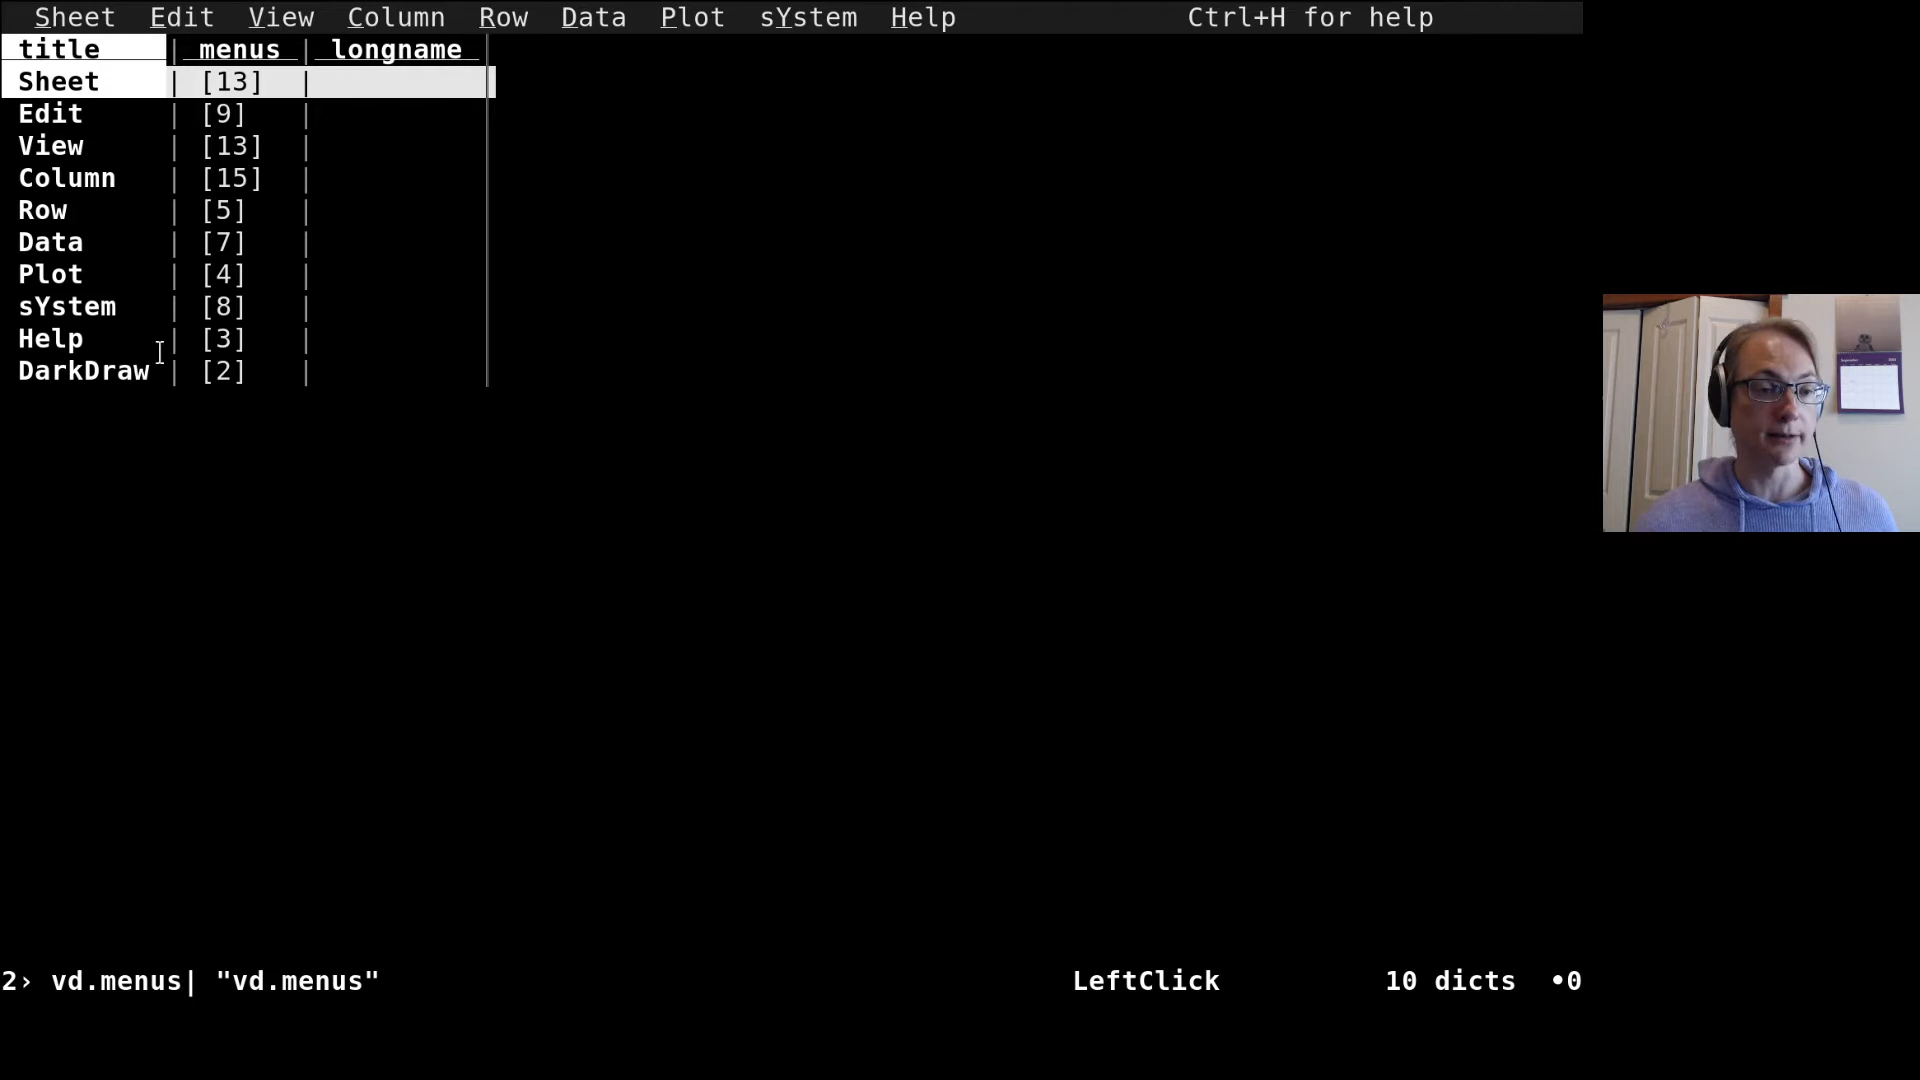 Sheet Edit View Column Row Data Plot sYstem Help Ctrl+H for help
title | menus | longname
Sheet | [13] |
Edit | [9] |
View | [13] |
Column | [15] |
Row | [5] |
Data | [7] |
Plot | [4] |
sYstem | [8] |
Help | [3] |
DarkDraw | [2] |
2› vd.menus| "vd.menus" LeftClick 10 dicts •0